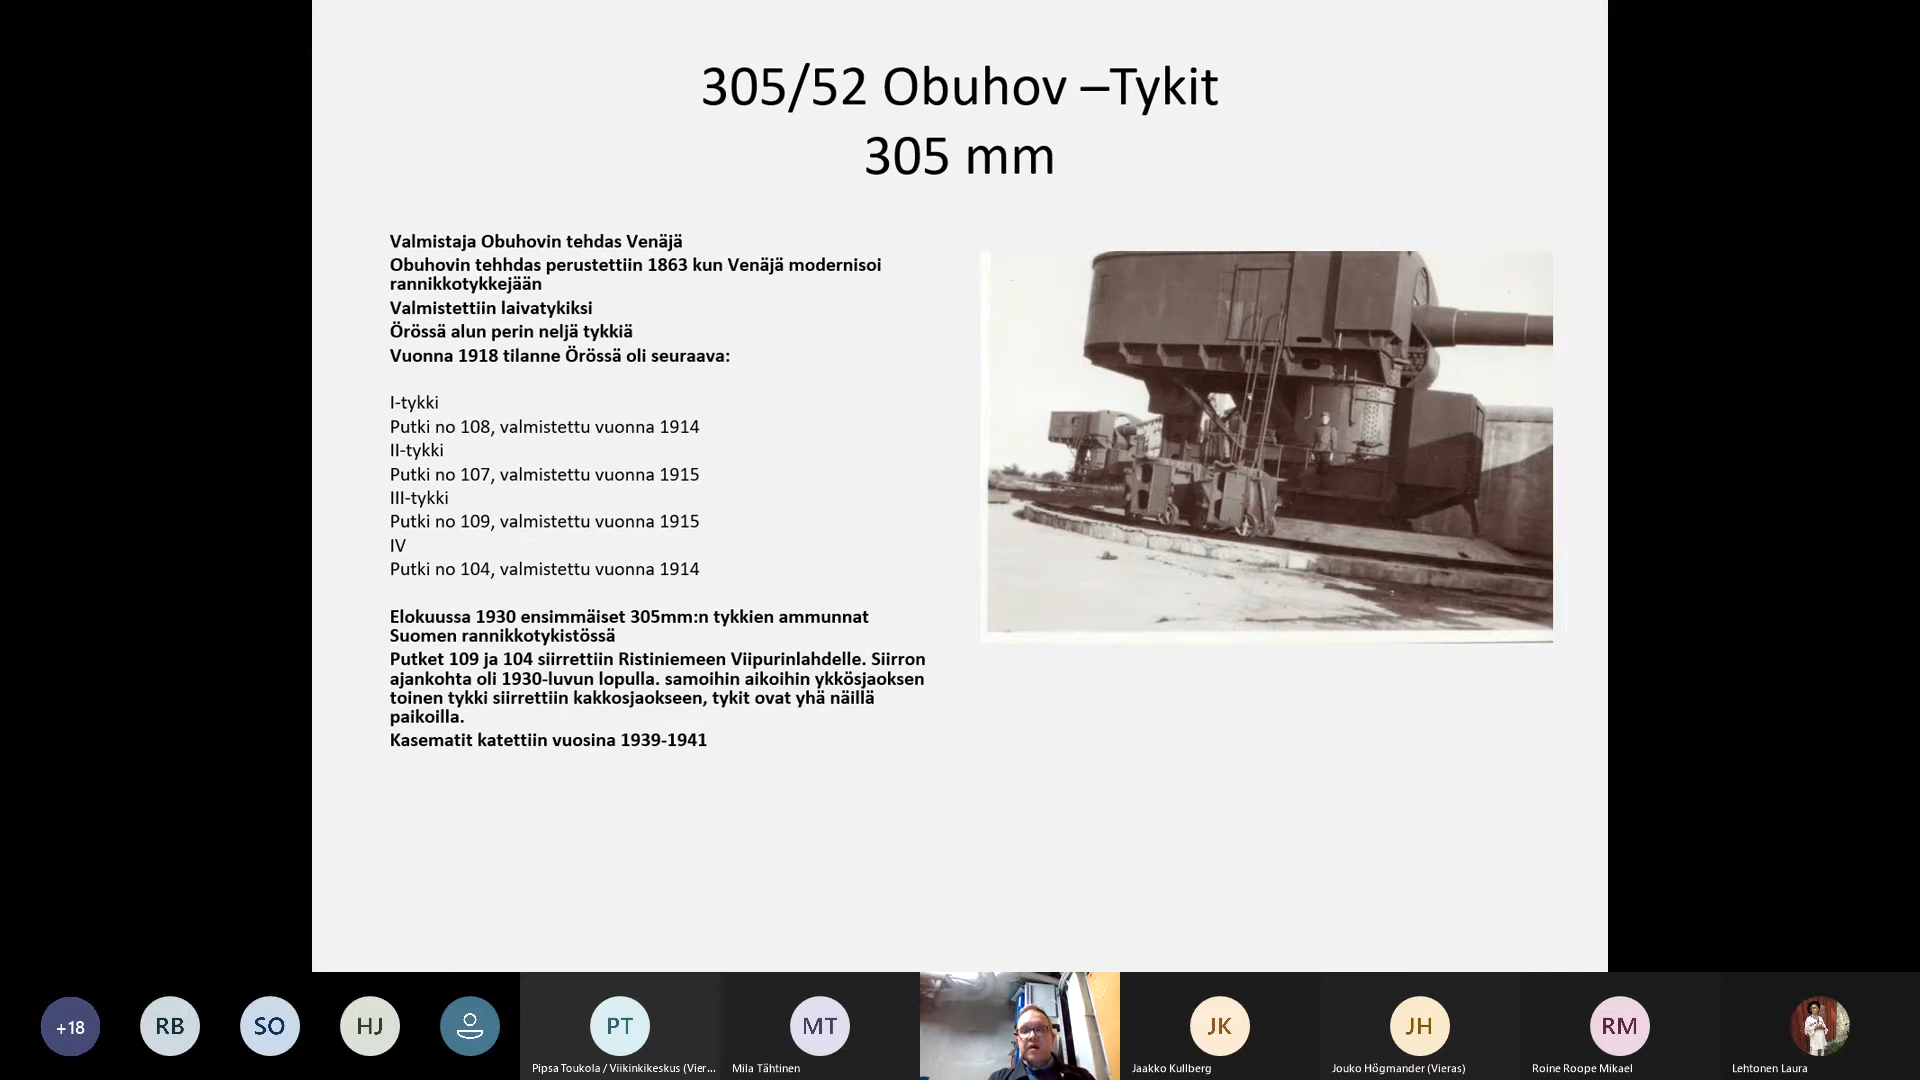 305/52 Obuhov –Tykit
305 mm
Valmistaja Obuhovin tehdas Venäjä
Obuhovin tehhdas perustettiin 1863 kun Venäjä modernisoi
rannikkotykkejään
Valmistettiin laivatykiksi
Örössä alun perin neljä tykkiä
Vuonna 1918 tilanne Örössä oli seuraava:
I-tykki
Putki no 108, valmistettu vuonna 1914
II-tykki
Putki no 107, valmistettu vuonna 1915
III-tykki
Putki no 109, valmistettu vuonna 1915
IV
Putki no 104, valmistettu vuonna 1914
Elokuussa 1930 ensimmäiset 305mm:n tykkien ammunnat
Suomen rannikkotykistössä
Putket 109 ja 104 siirrettiin Ristiniemeen Viipurinlahdelle. Siirron
ajankohta oli 1930-luvun lopulla. samoihin aikoihin ykkösjaoksen
toinen tykki siirrettiin kakkosjaokseen, tykit ovat yhä näillä
paikoilla.
Kasematit katettiin vuosina 1939-1941
+18
RB
SO
HJ
PT
MT
JK
JH
RM
Pipsa Toukola / Viikinkikeskus (Vier...
Mila Tähtinen
Jaakko Kullberg
Jouko Högmander (Vieras)
Roine Roope Mikael
Lehtonen Laura